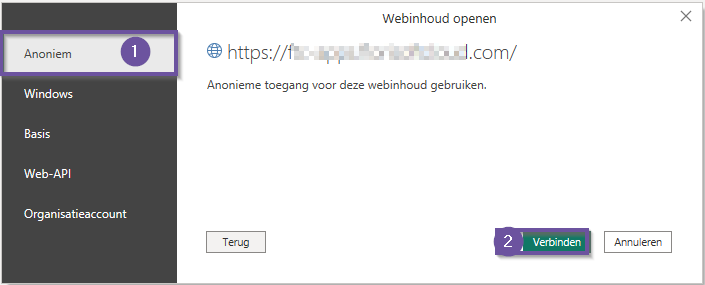 Webinhoud openen
Anoniem 1
https:// .com/
Anonieme toegang voor deze webinhoud gebruiken.
Windows
Basis
Web-API
Organisatieaccount
Terug 2 Verbinden Annuleren